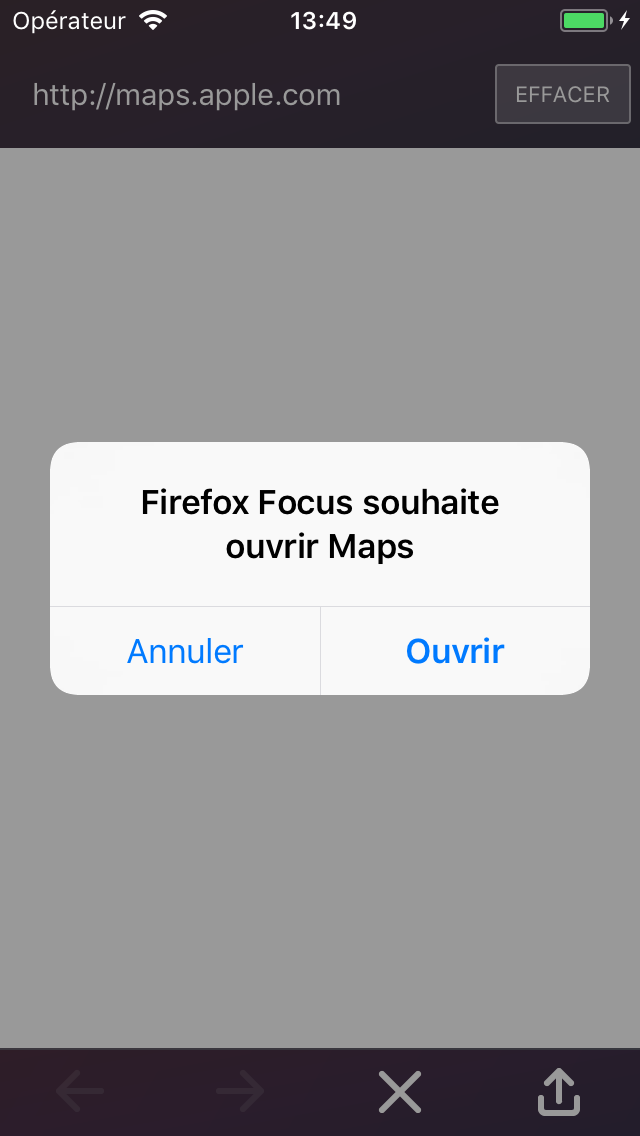 Opérateur 13:49
http://maps.apple.com EFFACER
Firefox Focus souhaite
ouvrir Maps
Annuler Ouvrir